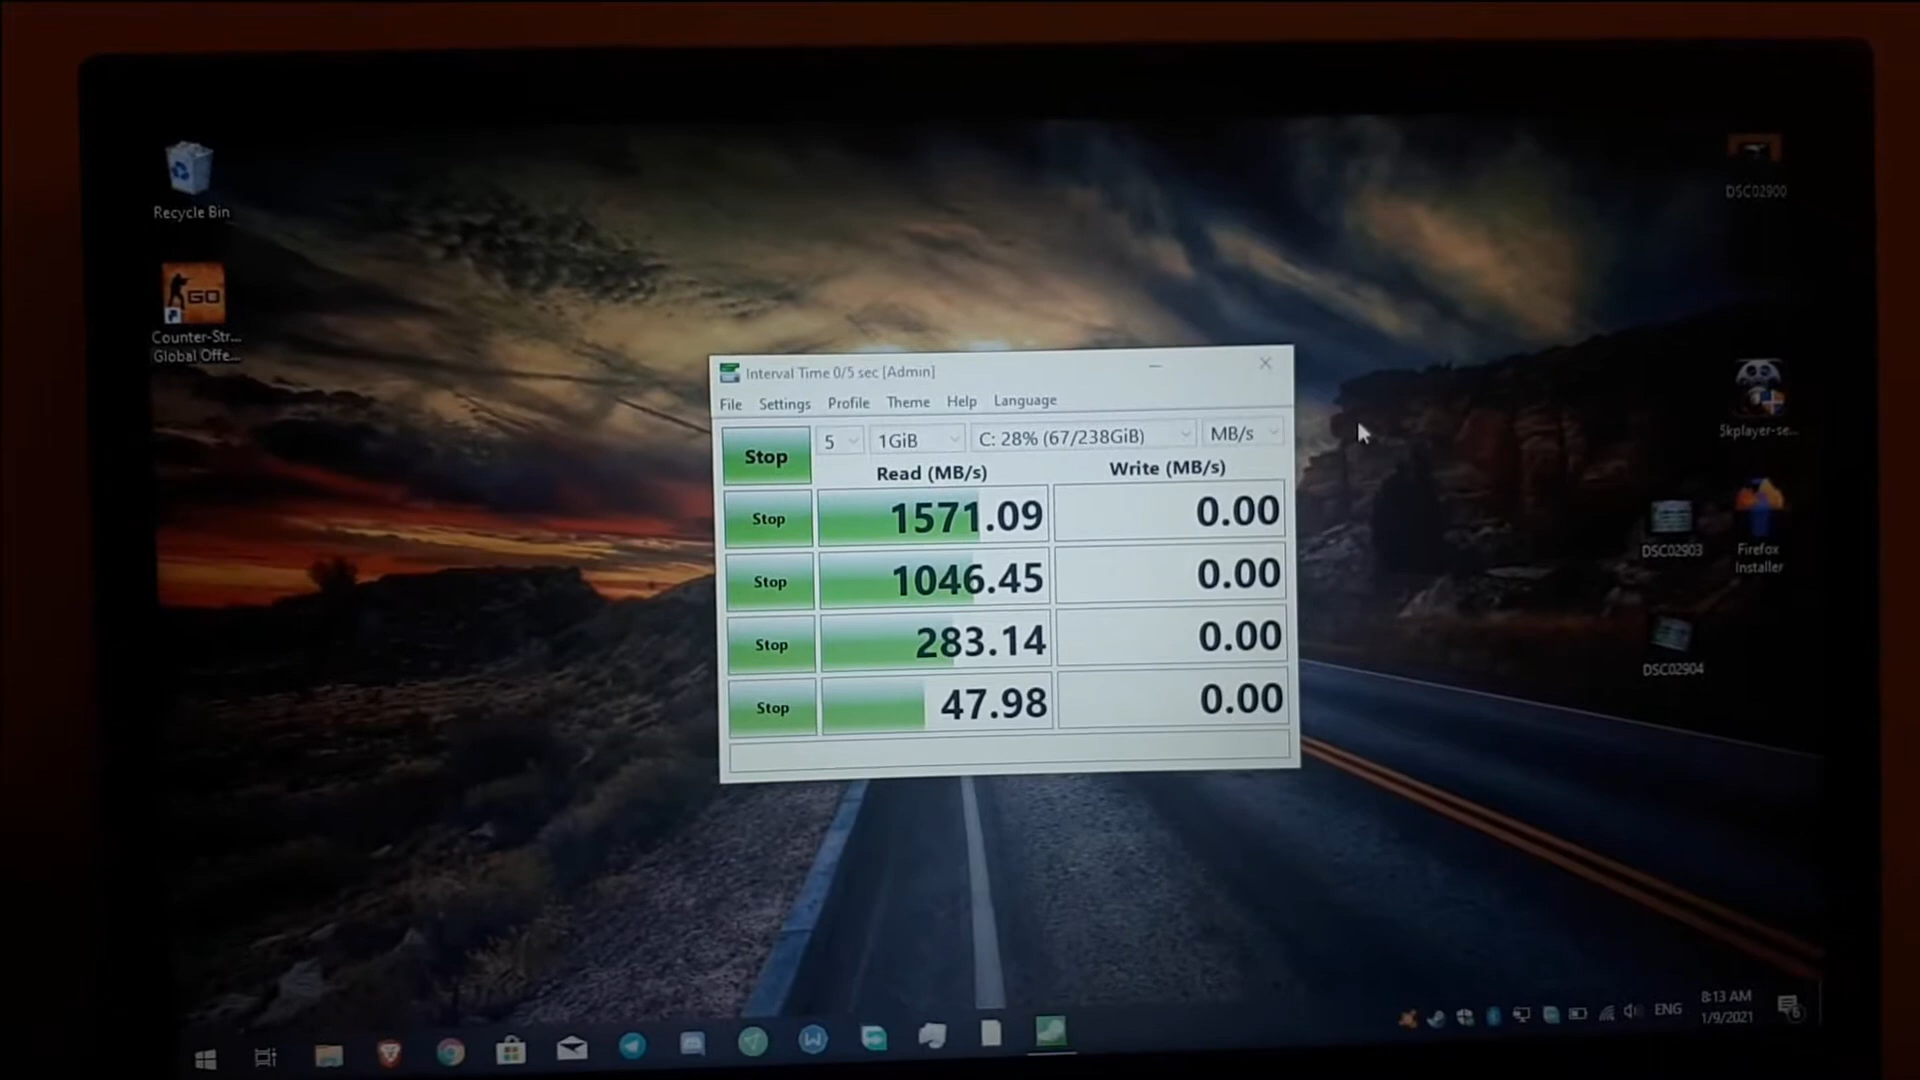 Recycle Bin
GO
Counter-Str...
Global Offe...
Interval Time 0/5 sec [Admin]
File Settings Profile Theme Help Language
Stop 5 1GiB C: 28% (67/238GiB) MB/s
Read (MB/s) Write (MB/s)
Stop 1571.09 0.00
Stop 1046.45 0.00
Stop 283.14 0.00
Stop 47.98 0.00
DSC02900
5kplayer-se...
DSC02903
Firefox
Installer
DSC02904
W
ENG
8:13 AM
1/9/2021
6